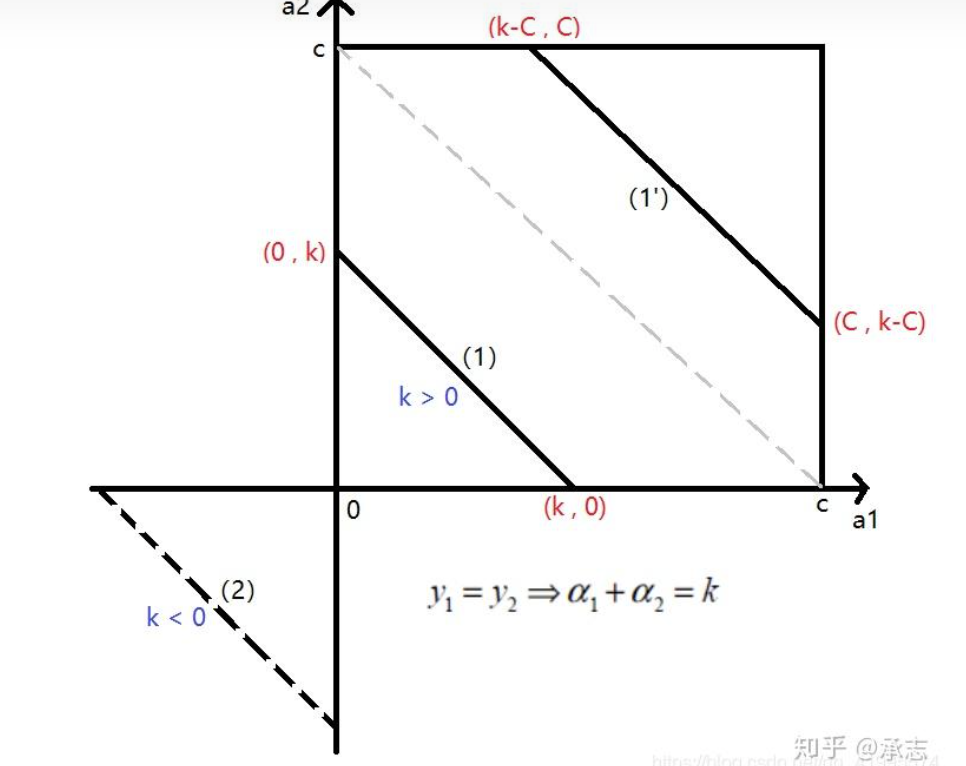 a2
(k-C , C)
c
(1')
(0 , k)
(C , k-C)
(1)
k > 0
0
(k , 0)
c
a1
(2)
k < 0
y₁ = y₂ ⇒ α₁ + α₂ = k
知乎 @承志